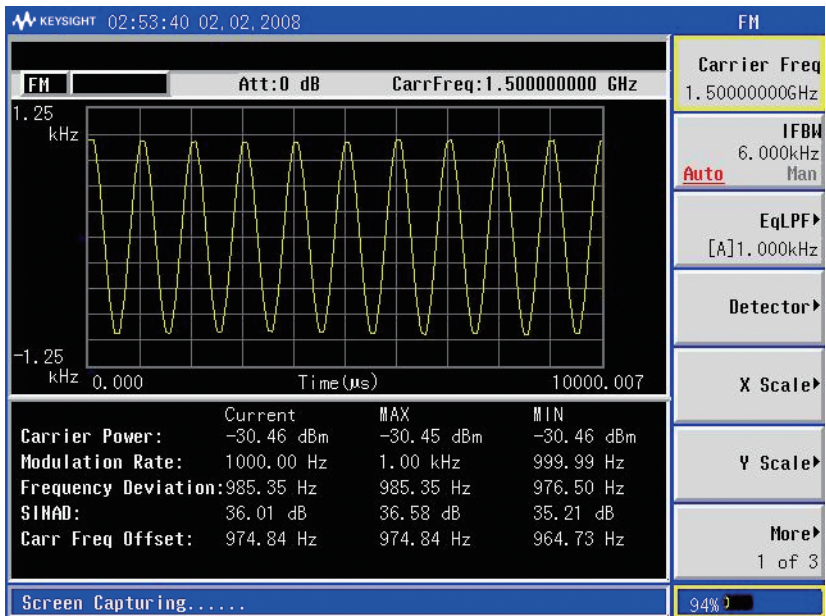 KEYSIGHT 02:53:40 02,02,2008
FM
FM Att:0 dB CarrFreq:1.500000000 GHz
1.25
kHz
-1.25
kHz
0.000 Time(µs) 10000.007
Current MAX MIN
Carrier Power: -30.46 dBm -30.45 dBm -30.46 dBm
Modulation Rate: 1000.00 Hz 1.00 kHz 999.99 Hz
Frequency Deviation:985.35 Hz 985.35 Hz 976.50 Hz
SINAD: 36.01 dB 36.58 dB 35.21 dB
Carr Freq Offset: 974.84 Hz 974.84 Hz 964.73 Hz
Screen Capturing......
Carrier Freq
1.50000000GHz
IFBW
6.000kHz
Auto Man
EqLPF
[A]1.000kHz
Detector
X Scale
Y Scale
More
1 of 3
94%